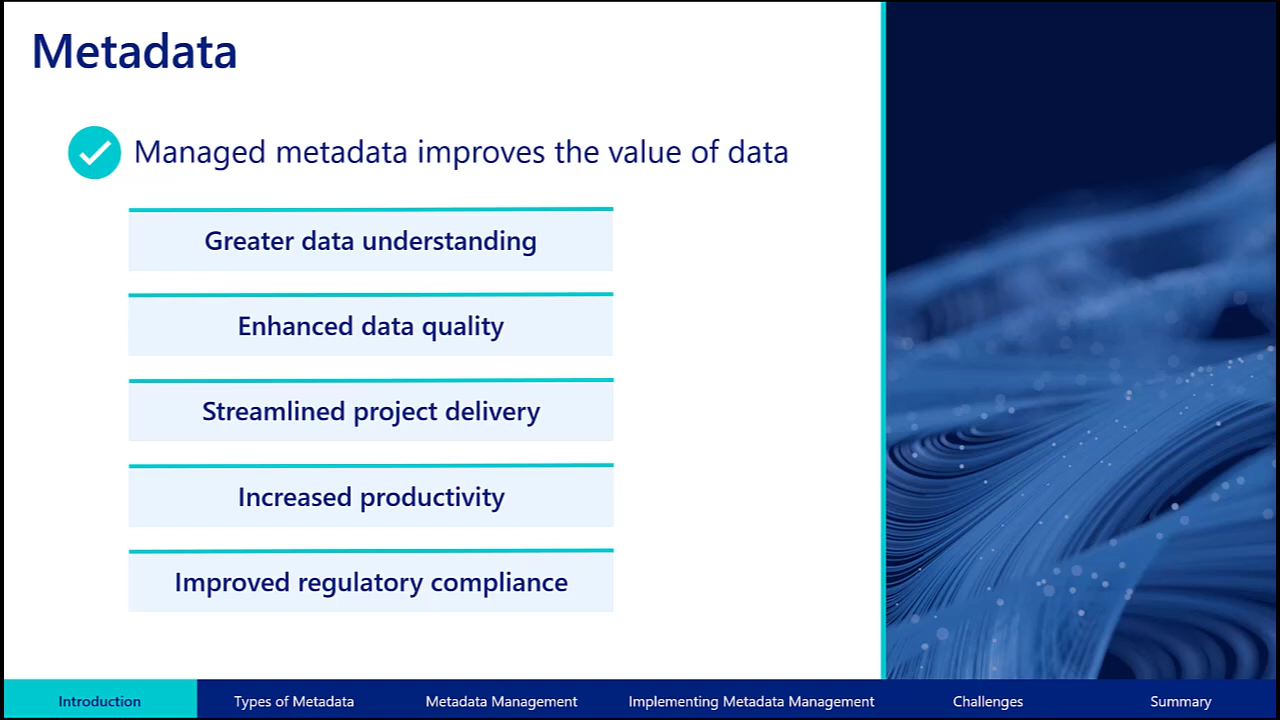 Metadata
Managed metadata improves the value of data
Greater data understanding
Enhanced data quality
Streamlined project delivery
Increased productivity
Improved regulatory compliance
Introduction
Types of Metadata
Metadata Management
Implementing Metadata Management
Challenges
Summary